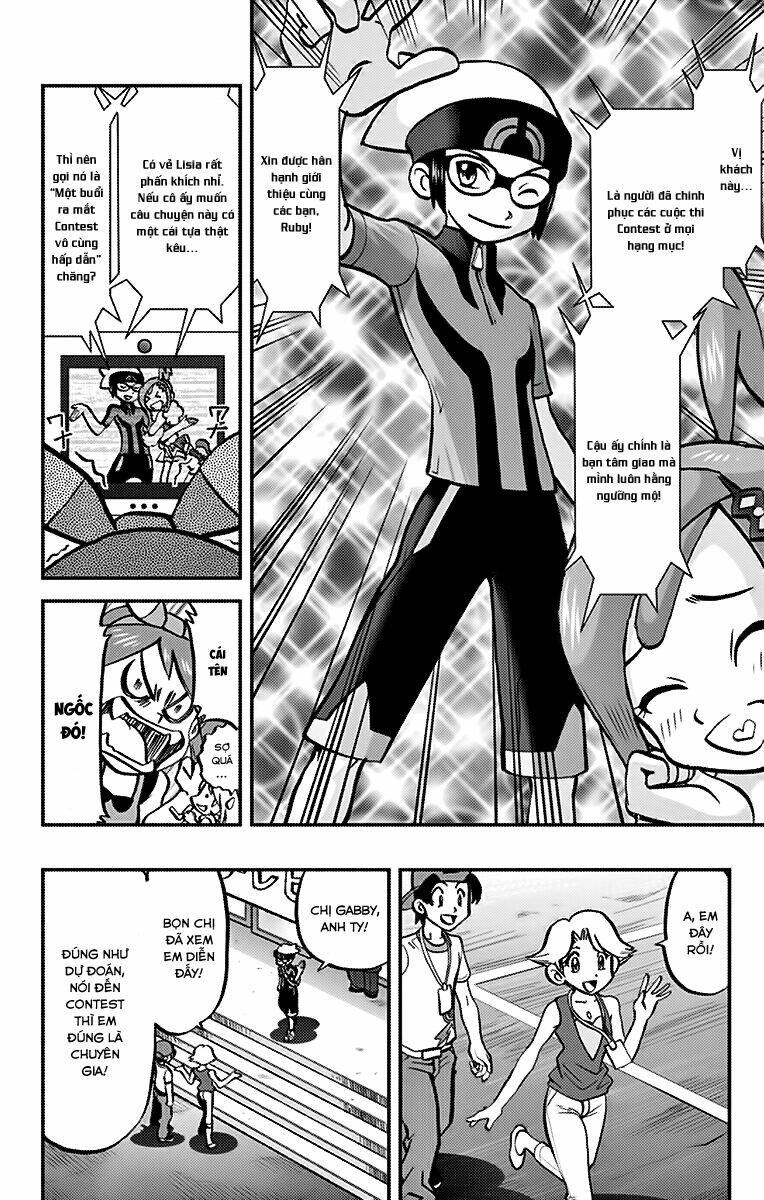 Vị
khách
này...
Là người đã chinh
phục các cuộc thi
Contest ở mọi
hạng mục!
Cậu ấy chính là
bạn tâm giao mà
mình luôn hằng
ngưỡng mộ!
Xin được hân
hạnh giới
thiệu cùng
các bạn,
Ruby!
Có vẻ Lisia rất
phấn khích nhỉ.
Nếu cô ấy muốn
câu chuyện này có
một cái tựa thật
kêu...
Thì nên
gọi nó là
"Một buổi
ra mắt
Contest
vô cùng
hấp dẫn"
chăng?
CÁI
TÊN
NGỐC
ĐÓ!
SỢ
QUÁ
...
A, EM
ĐÂY
RỒI!
CHỊ GABBY,
ANH TY!
BỌN CHỊ
ĐÃ XEM
EM DIỄN
ĐẤY!
ĐÚNG NHƯ
DỰ ĐOÁN,
NÓI ĐẾN
CONTEST
THÌ EM
ĐÚNG LÀ
CHUYÊN
GIA!